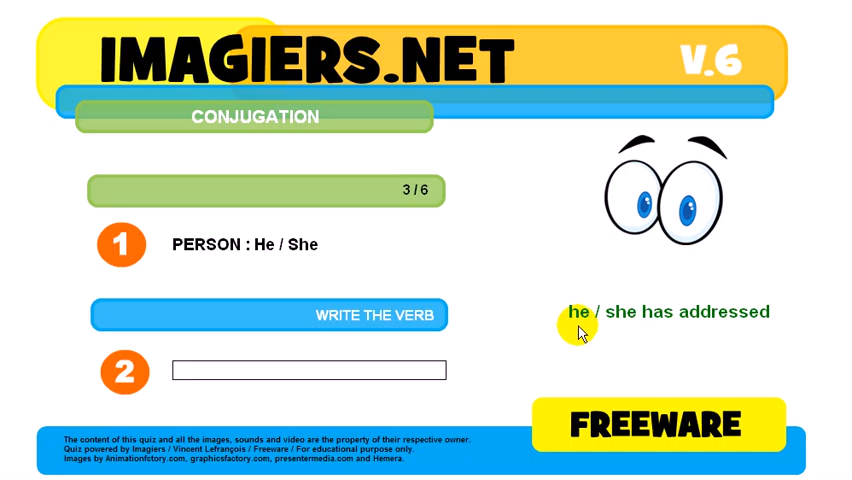 IMAGIERS.NET
V.6
CONJUGATION
3 / 6
1
PERSON : He / She
WRITE THE VERB
he / she has addressed
2
FREEWARE
The content of this quiz and all the images, sounds and video are the property of their respective owner.
Quiz powered by Imagiers / Vincent Lefrançois / Freeware / For educational purpose only.
Images by Animationfctory.com, graphicsfactory.com, presentermedia.com and Hemera.